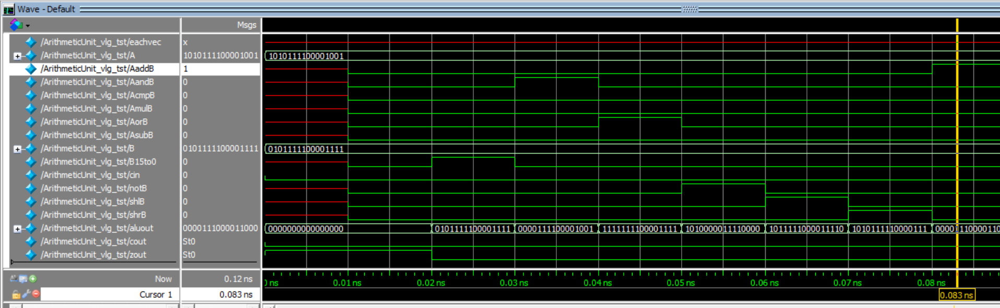 Wave - Default
Msgs
/ArithmeticUnit_vlg_tst/eachvec x
/ArithmeticUnit_vlg_tst/A 1010111100001001 1010111100001001
/ArithmeticUnit_vlg_tst/AaddB 1
/ArithmeticUnit_vlg_tst/AandB 0
/ArithmeticUnit_vlg_tst/AcmpB 0
/ArithmeticUnit_vlg_tst/AmulB 0
/ArithmeticUnit_vlg_tst/AorB 0
/ArithmeticUnit_vlg_tst/AsubB 0
/ArithmeticUnit_vlg_tst/B 0101111100001111 0101111100001111
/ArithmeticUnit_vlg_tst/B15to0 0
/ArithmeticUnit_vlg_tst/cin 0
/ArithmeticUnit_vlg_tst/notB 0
/ArithmeticUnit_vlg_tst/shlB 0
/ArithmeticUnit_vlg_tst/shrB 0
/ArithmeticUnit_vlg_tst/aluout 0000111000011000 0000000000000000 0101111100001111 0000111100001001 1111111100001111 1010000011110000 1011111000011110 1010111110000111 00001110000110
/ArithmeticUnit_vlg_tst/cout St0
/ArithmeticUnit_vlg_tst/zout St0
Now 0.12 ns ns 0.01 ns 0.02 ns 0.03 ns 0.04 ns 0.05 ns 0.06 ns 0.07 ns 0.08 ns
Cursor 1 0.083 ns 0.083 ns